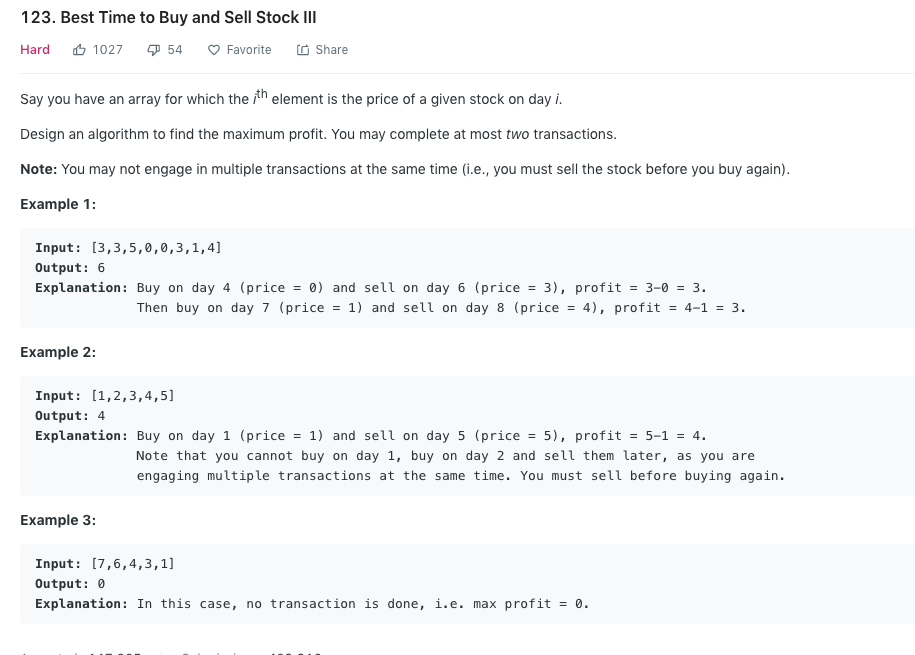 123. Best Time to Buy and Sell Stock III
Hard 1027 54 Favorite Share
Say you have an array for which the ith element is the price of a given stock on day i.
Design an algorithm to find the maximum profit. You may complete at most two transactions.
Note: You may not engage in multiple transactions at the same time (i.e., you must sell the stock before you buy again).
Example 1:
Input: [3,3,5,0,0,3,1,4]
Output: 6
Explanation: Buy on day 4 (price = 0) and sell on day 6 (price = 3), profit = 3-0 = 3.
Then buy on day 7 (price = 1) and sell on day 8 (price = 4), profit = 4-1 = 3.
Example 2:
Input: [1,2,3,4,5]
Output: 4
Explanation: Buy on day 1 (price = 1) and sell on day 5 (price = 5), profit = 5-1 = 4.
Note that you cannot buy on day 1, buy on day 2 and sell them later, as you are
engaging multiple transactions at the same time. You must sell before buying again.
Example 3:
Input: [7,6,4,3,1]
Output: 0
Explanation: In this case, no transaction is done, i.e. max profit = 0.